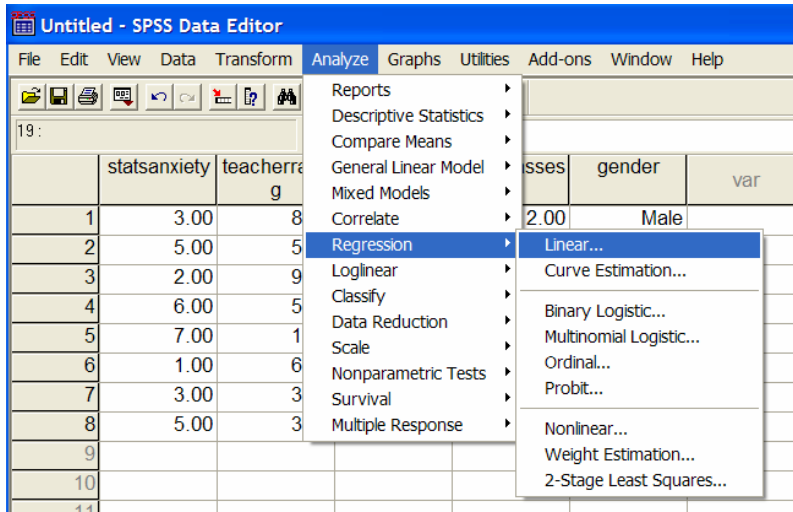 Untitled - SPSS Data Editor
File Edit View Data Transform Analyze Graphs Utilities Add-ons Window Help
19 :
statsanxiety teacherra
g
sses gender var
1 3.00 8 2.00 Male
2 5.00 5
3 2.00 9
4 6.00 5
5 7.00 1
6 1.00 6
7 3.00 3
8 5.00 3
9
10
11
Reports
Descriptive Statistics
Compare Means
General Linear Model
Mixed Models
Correlate
Regression
Loglinear
Classify
Data Reduction
Scale
Nonparametric Tests
Survival
Multiple Response
Linear...
Curve Estimation...
Binary Logistic...
Multinomial Logistic...
Ordinal...
Probit...
Nonlinear...
Weight Estimation...
2-Stage Least Squares...